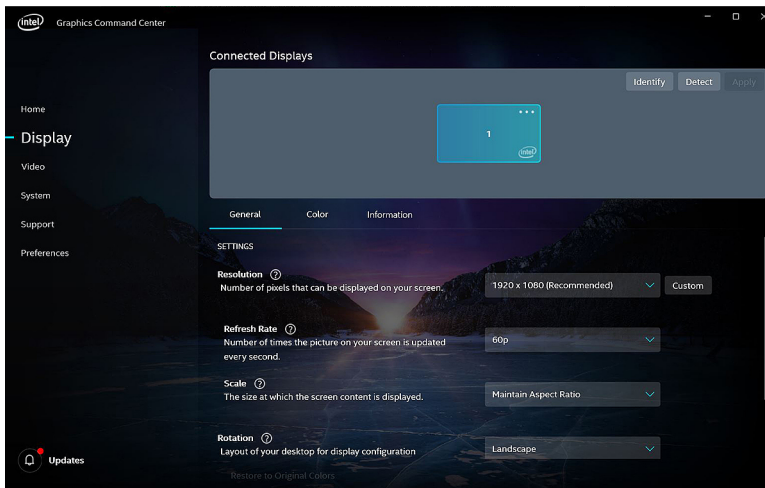 intel
Graphics Command Center
Connected Displays
Identify
Detect
Apply
1
intel
Home
Display
Video
System
Support
Preferences
General
Color
Information
SETTINGS
Resolution ?
Number of pixels that can be displayed on your screen.
1920 x 1080 (Recommended)
Custom
Refresh Rate ?
Number of times the picture on your screen is updated
every second.
60p
Scale ?
The size at which the screen content is displayed.
Maintain Aspect Ratio
Rotation ?
Layout of your desktop for display configuration
Landscape
Restore to Original Colors
Updates